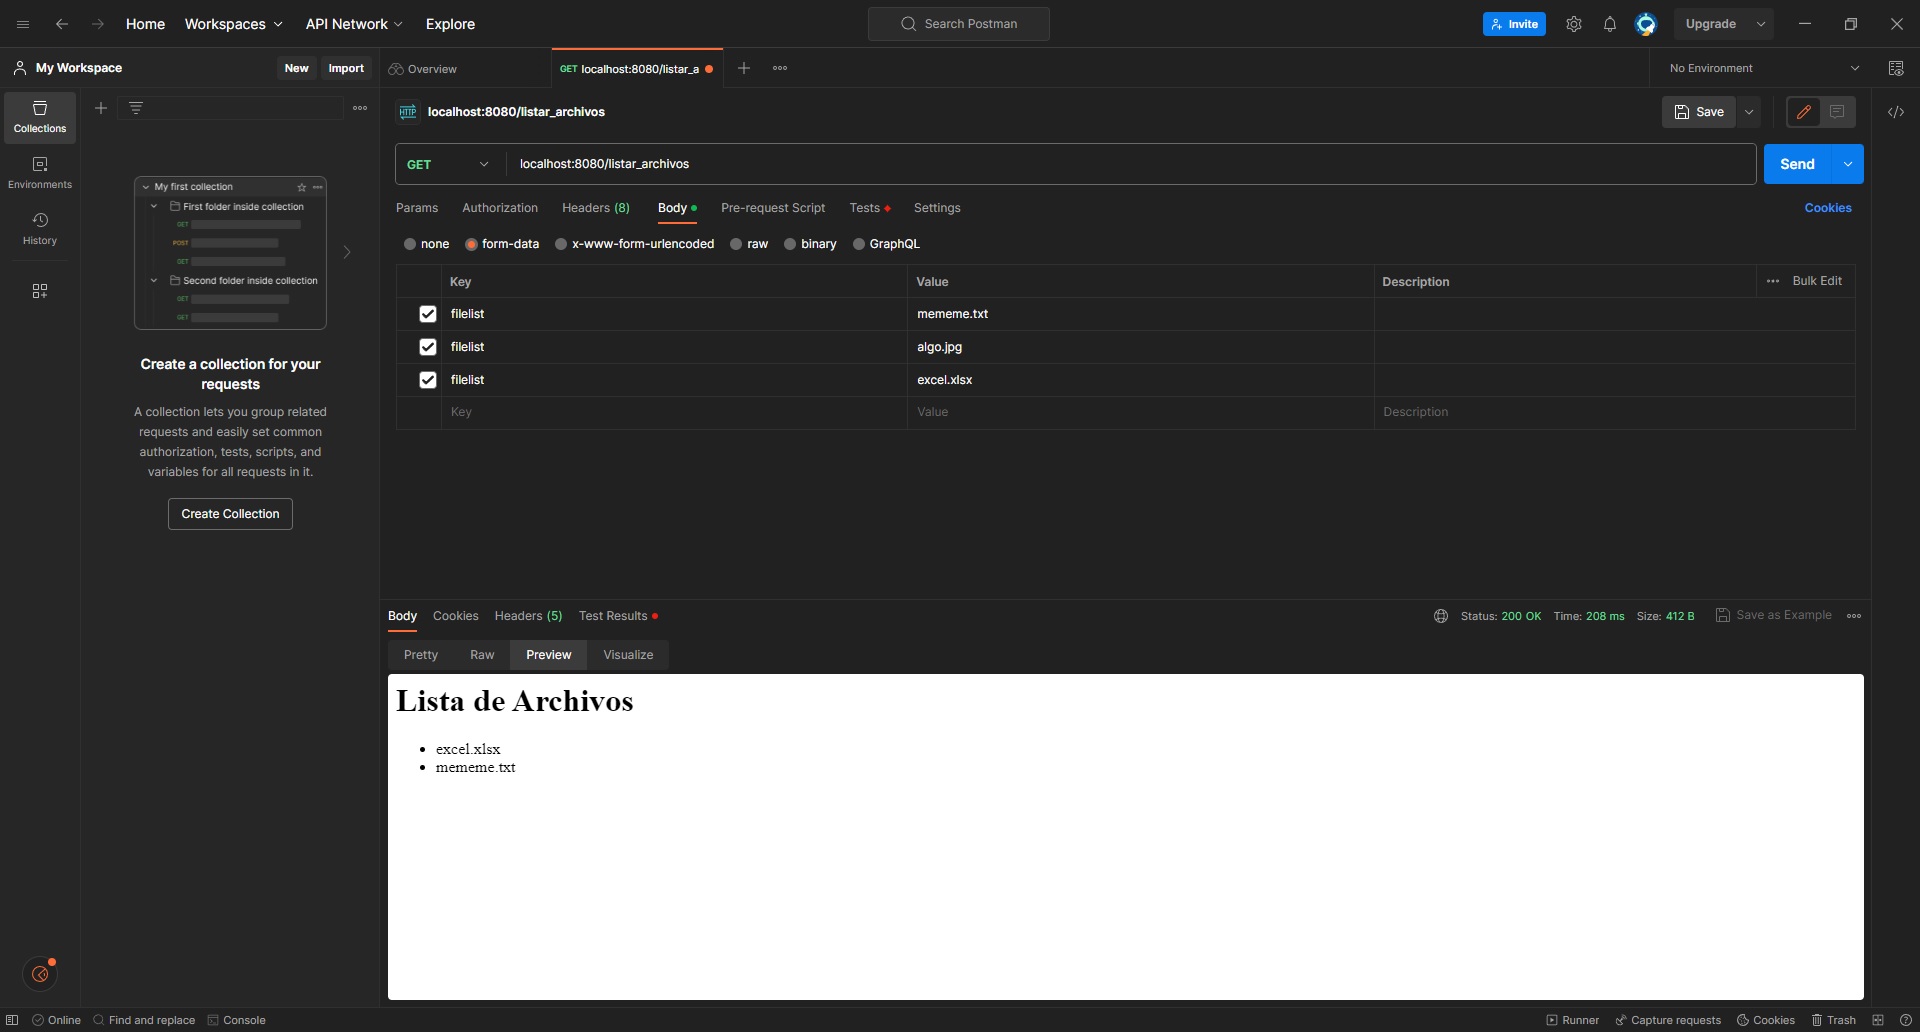 Home Workspaces API Network Explore Search Postman Invite Upgrade
My Workspace New Import Overview GET localhost:8080/listar_a No Environment
Collections
Environments
History
My first collection
First folder inside collection
GET
POST
GET
Second folder inside collection
GET
GET
Create a collection for your
requests
A collection lets you group related
requests and easily set common
authorization, tests, scripts, and
variables for all requests in it.
Create Collection
HTTP localhost:8080/listar_archivos Save
GET localhost:8080/listar_archivos Send
Params Authorization Headers (8) Body Pre-request Script Tests Settings Cookies
none form-data x-www-form-urlencoded raw binary GraphQL
Key Value Description Bulk Edit
filelist mememe.txt
filelist algo.jpg
filelist excel.xlsx
Key Value Description
Body Cookies Headers (5) Test Results Status: 200 OK Time: 208 ms Size: 412 B Save as Example
Pretty Raw Preview Visualize
Lista de Archivos
excel.xlsx
mememe.txt
Online Find and replace Console Runner Capture requests Cookies Trash